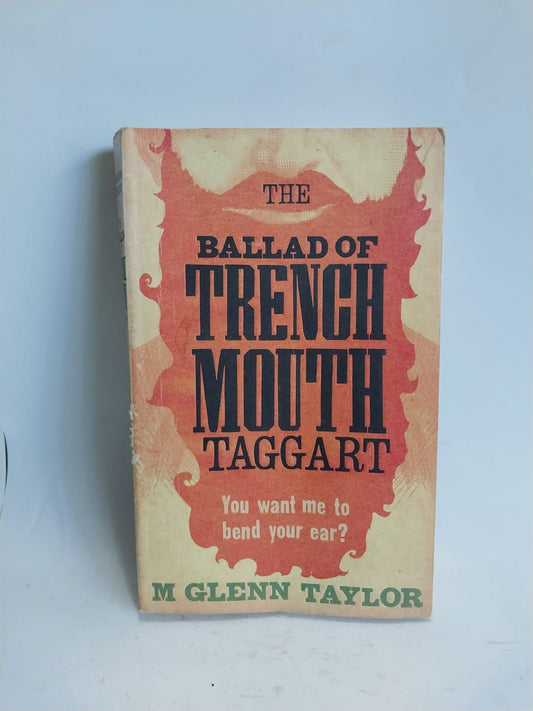 THE
BALLAD OF
TRENCH
MOUTH
TAGGART
You want me to
bend your ear?
M GLENN TAYLOR